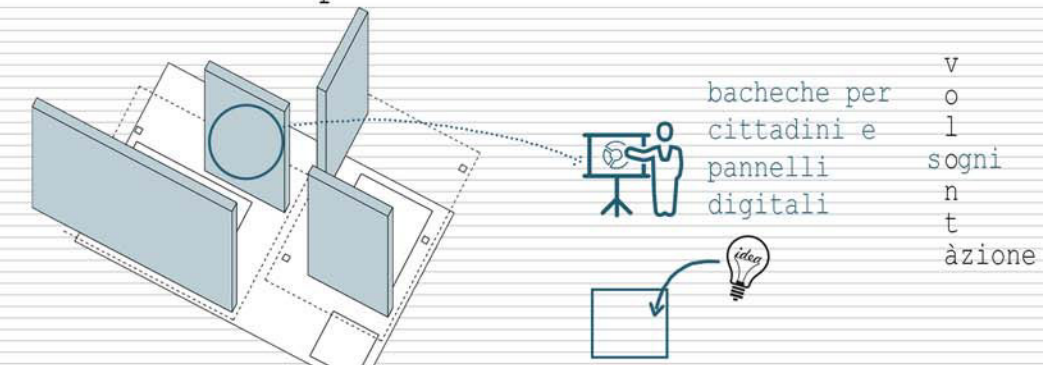 bacheche per
cittadini e
pannelli
digitali
idea
v
o
l
sogni
n
t
àzione